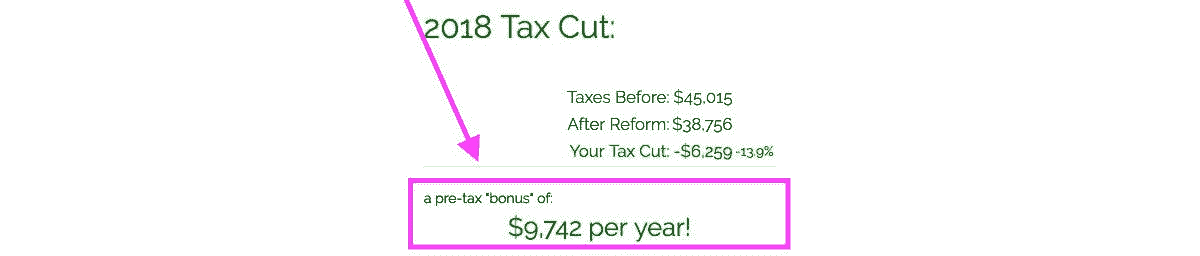 2018 Tax Cut:
Taxes Before: $45,015
After Reform: $38,756
Your Tax Cut: -$6,259 -13.9%
a pre-tax "bonus" of:
$9,742 per year!